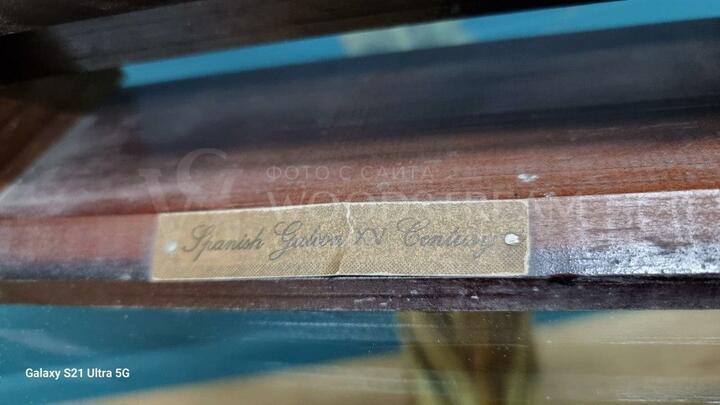 ФОТО С САЙТА
Spanish Galeon XV Century
Galaxy S21 Ultra 5G